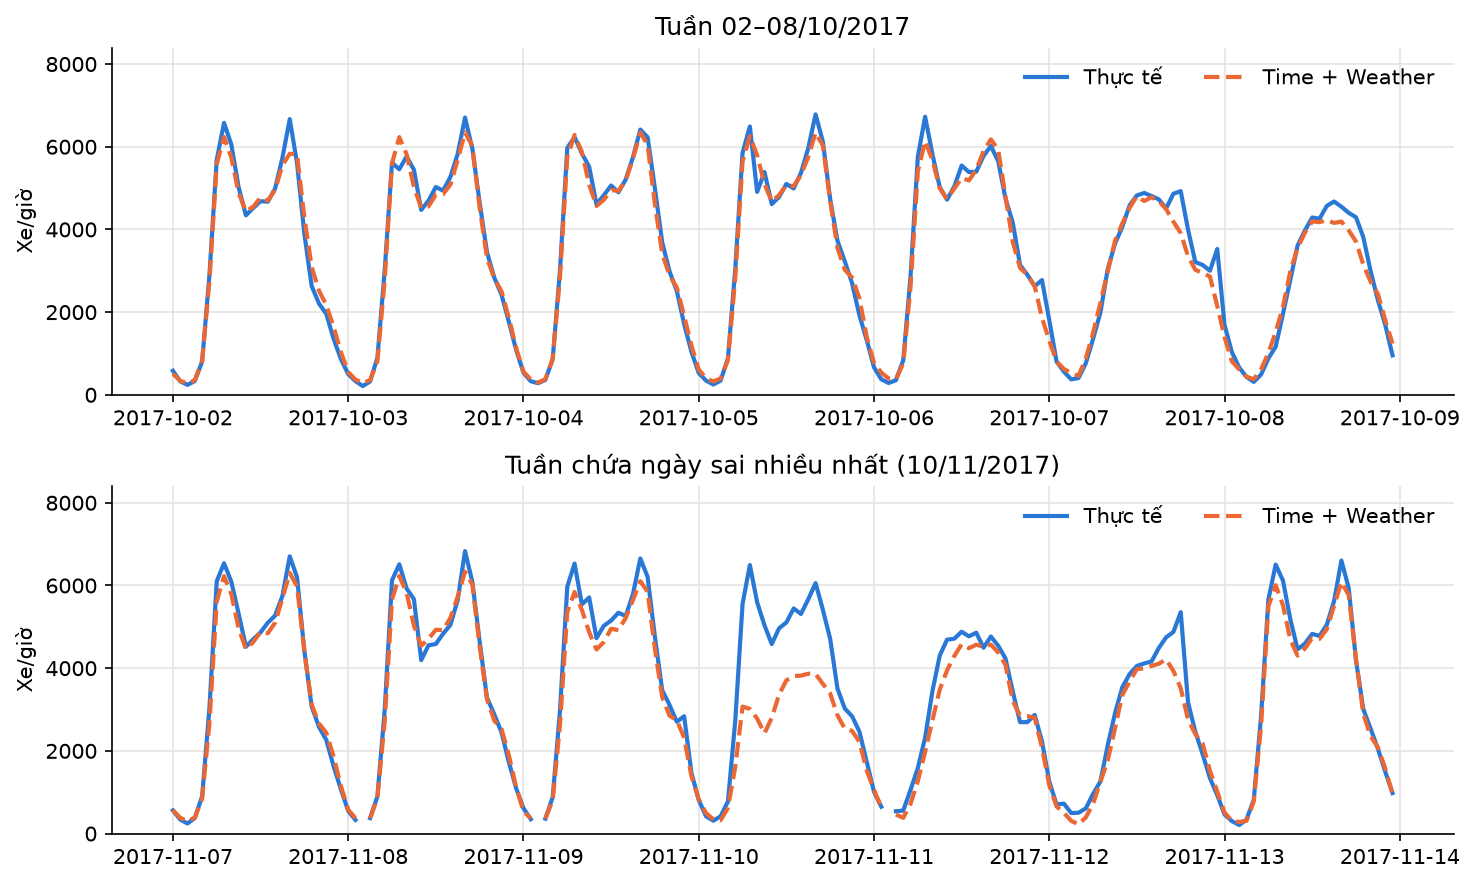 Tuần 02–08/10/2017
Xe/giờ
8000
6000
4000
2000
0
Thực tế
Time + Weather
2017-10-02 2017-10-03 2017-10-04 2017-10-05 2017-10-06 2017-10-07 2017-10-08 2017-10-09
Tuần chứa ngày sai nhiều nhất (10/11/2017)
Xe/giờ
8000
6000
4000
2000
0
Thực tế
Time + Weather
2017-11-07 2017-11-08 2017-11-09 2017-11-10 2017-11-11 2017-11-12 2017-11-13 2017-11-14